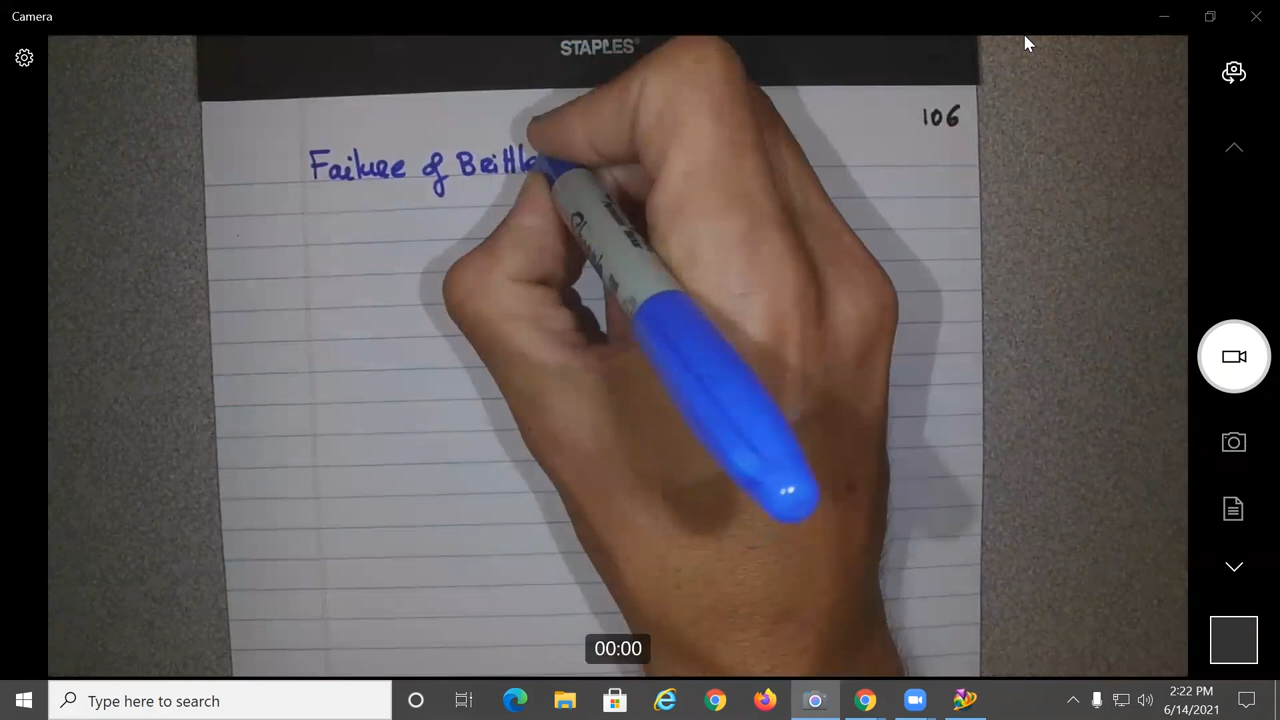 Camera
STAPLES®
106
Failure of Brittle
00:00
Type here to search
2:22 PM
6/14/2021